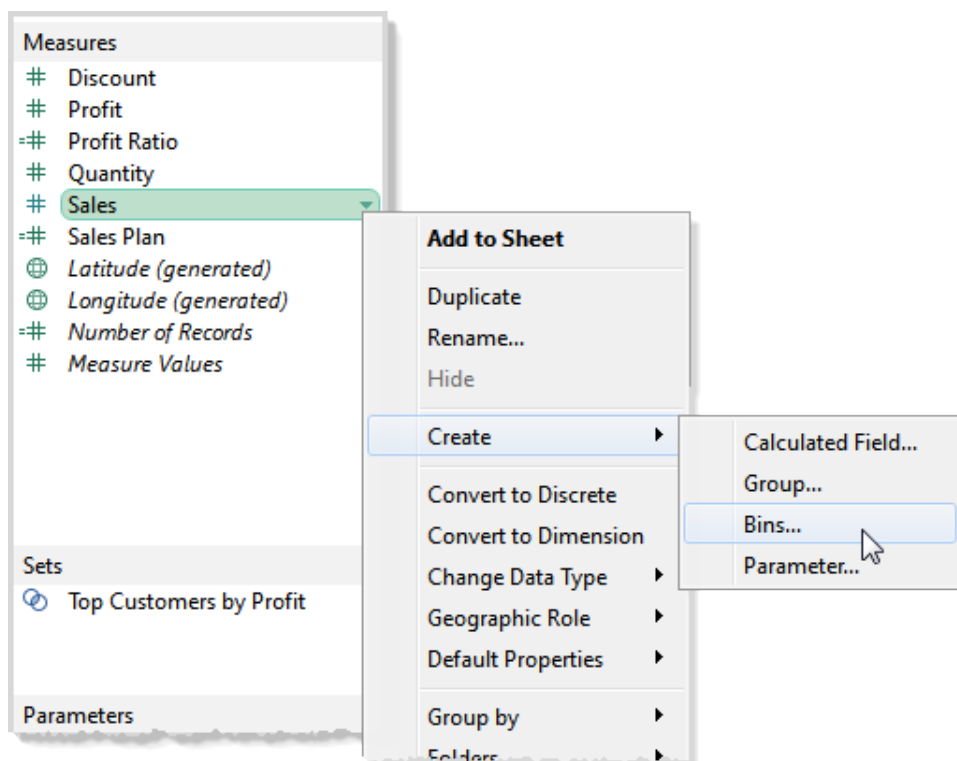 Measures
Discount
Profit
Profit Ratio
Quantity
Sales
Sales Plan
Latitude (generated)
Longitude (generated)
Number of Records
Measure Values
Sets
Top Customers by Profit
Parameters
Add to Sheet
Duplicate
Rename...
Hide
Create
Convert to Discrete
Convert to Dimension
Change Data Type
Geographic Role
Default Properties
Group by
Folders
Calculated Field...
Group...
Bins...
Parameter...